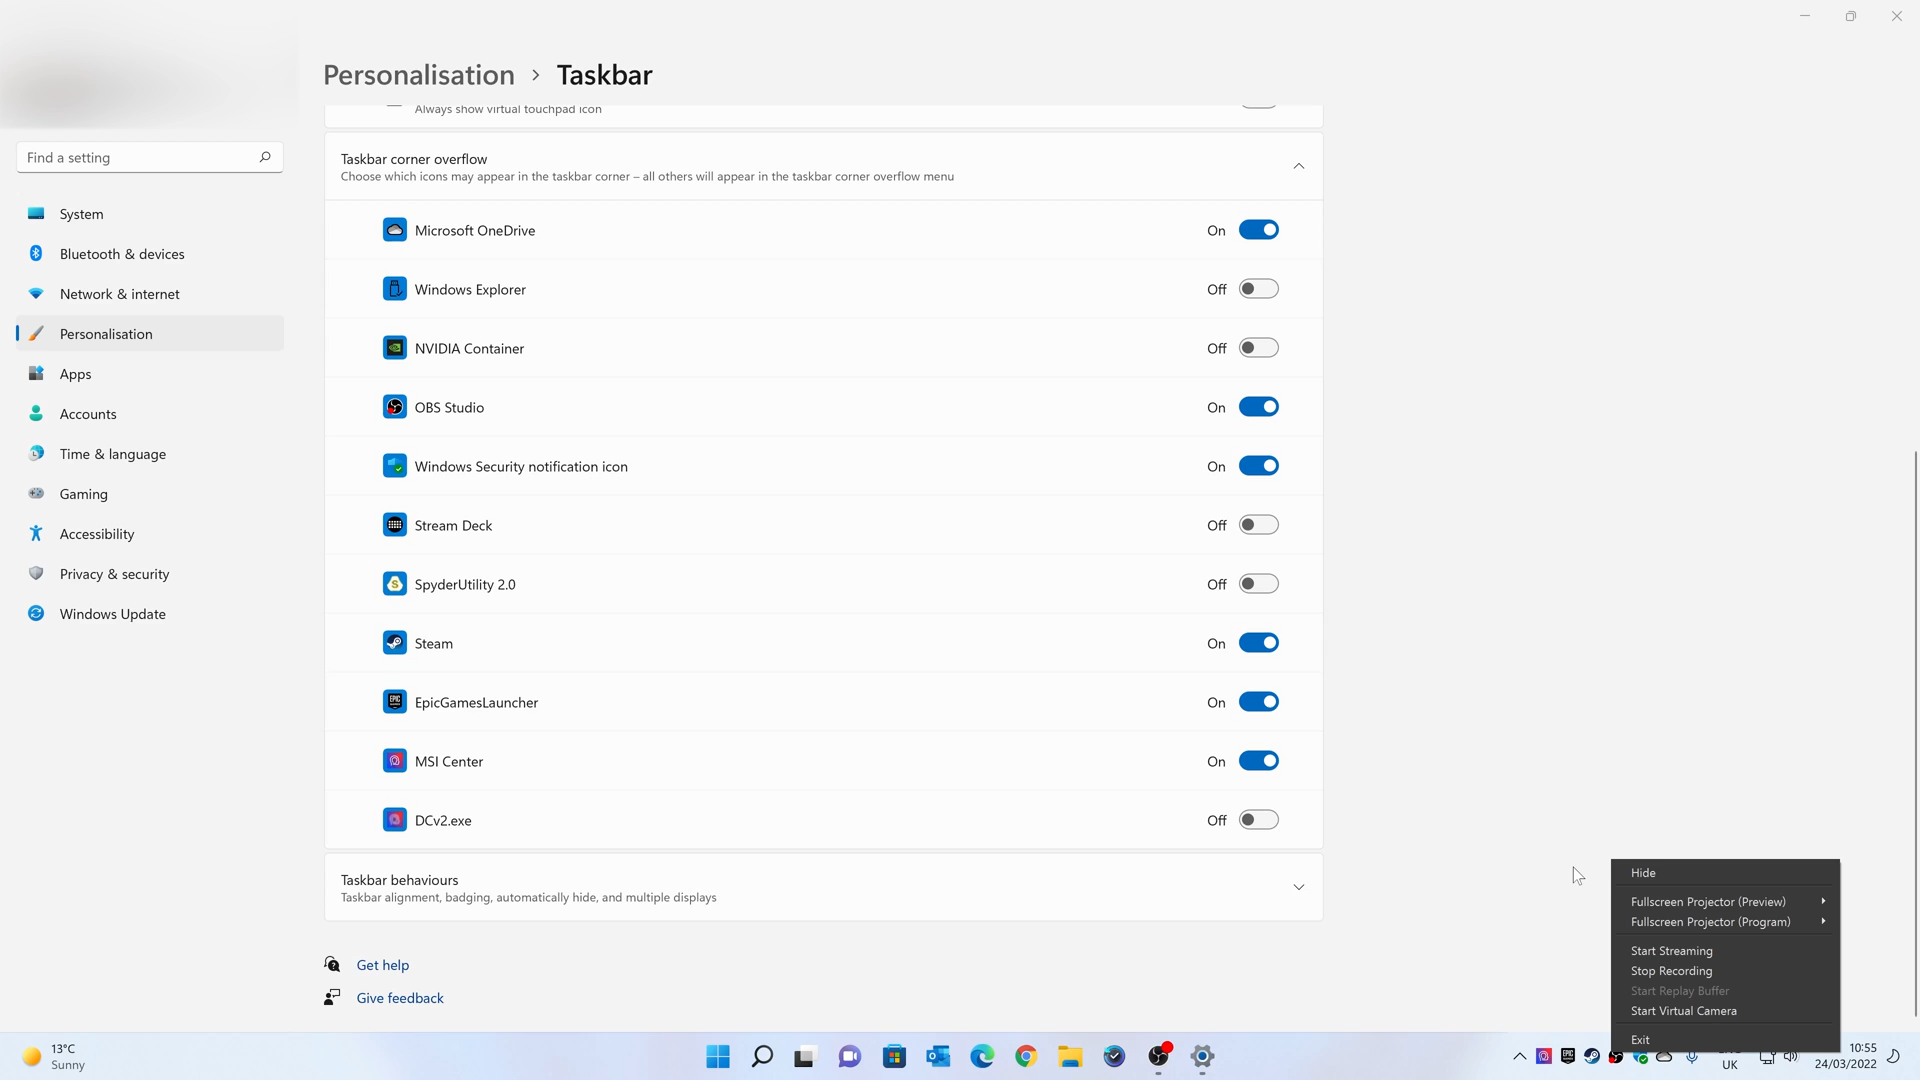 Personalisation > Taskbar
Always show virtual touchpad icon
Find a setting
Taskbar corner overflow
Choose which icons may appear in the taskbar corner – all others will appear in the taskbar corner overflow menu
System
Bluetooth & devices
Network & internet
Personalisation
Apps
Accounts
Time & language
Gaming
Accessibility
Privacy & security
Windows Update
Microsoft OneDrive On
Windows Explorer Off
NVIDIA Container Off
OBS Studio On
Windows Security notification icon On
Stream Deck Off
SpyderUtility 2.0 Off
Steam On
EpicGamesLauncher On
MSI Center On
DCv2.exe Off
Taskbar behaviours
Taskbar alignment, badging, automatically hide, and multiple displays
Get help
Give feedback
Hide
Fullscreen Projector (Preview)
Fullscreen Projector (Program)
Start Streaming
Stop Recording
Start Replay Buffer
Start Virtual Camera
Exit
13°C
Sunny
UK
10:55
24/03/2022